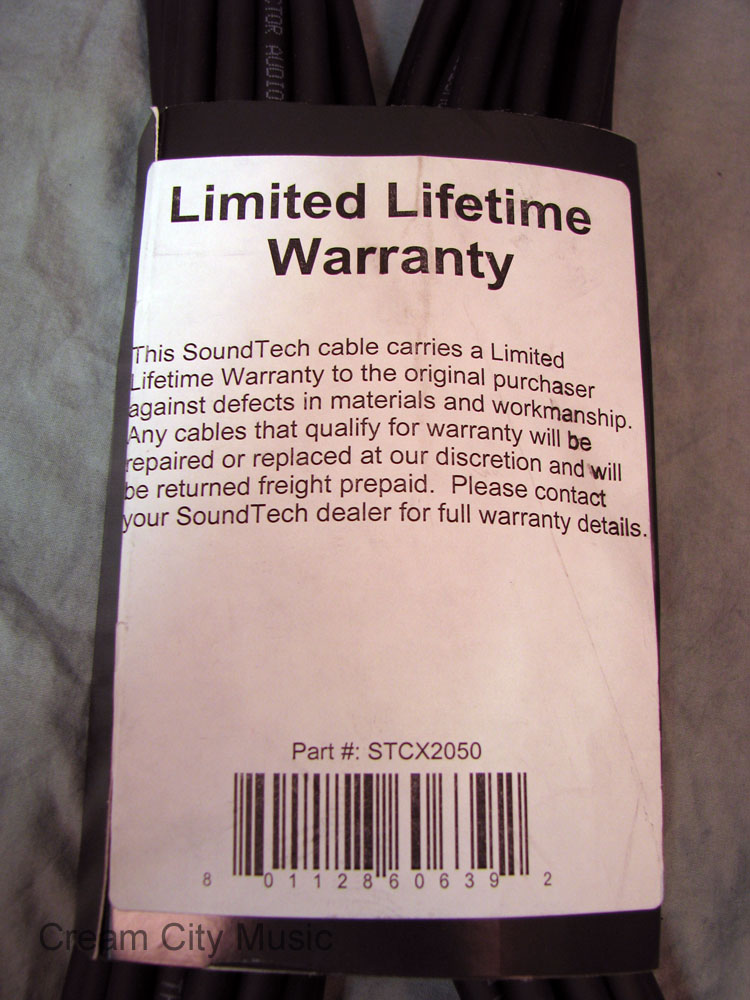 CTOR AUDIO
Limited Lifetime
Warranty
This SoundTech cable carries a Limited
Lifetime Warranty to the original purchaser
against defects in materials and workmanship.
Any cables that qualify for warranty will be
repaired or replaced at our discretion and will
be returned freight prepaid. Please contact
your SoundTech dealer for full warranty details.
Part #: STCX2050
8 01128 60639 2
Cream City Music